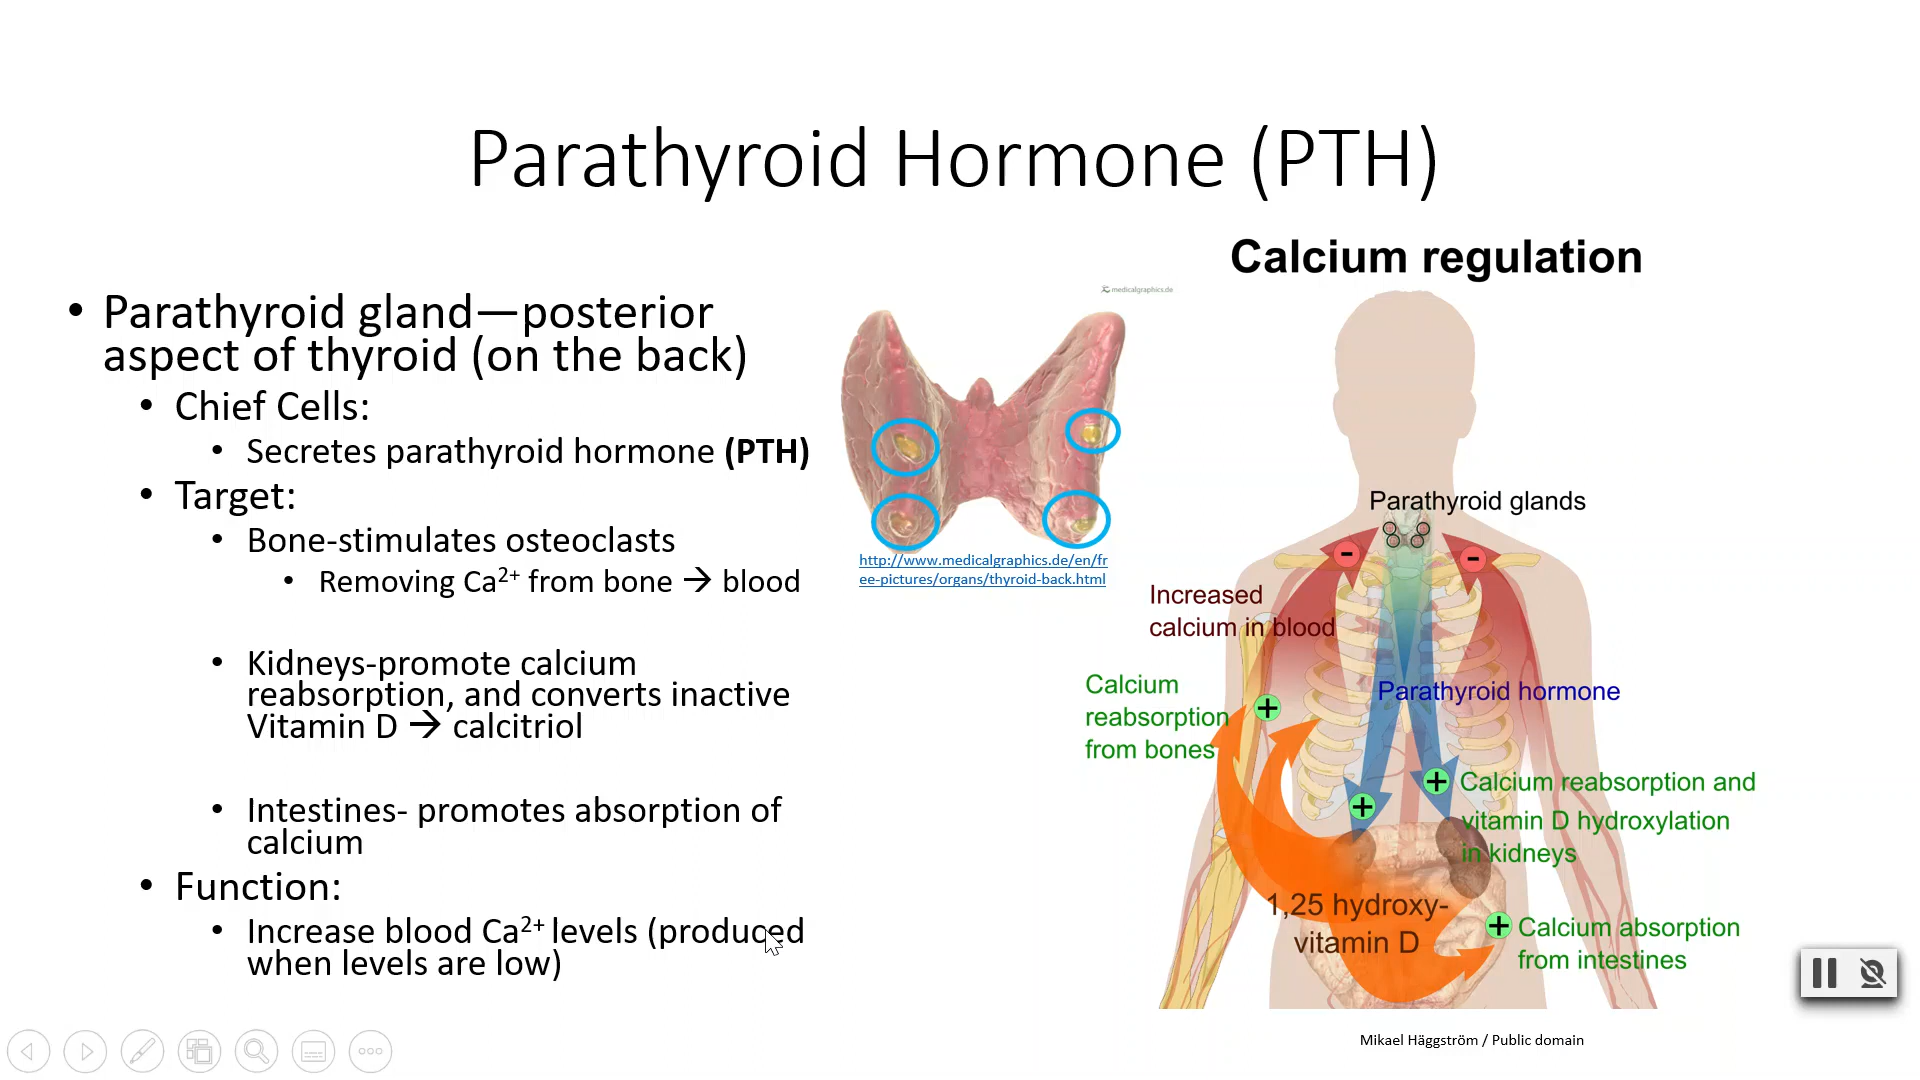 Parathyroid Hormone (PTH)
• Parathyroid gland—posterior
aspect of thyroid (on the back)
• Chief Cells:
• Secretes parathyroid hormone (PTH)
• Target:
• Bone-stimulates osteoclasts
• Removing Ca²⁺ from bone → blood
• Kidneys-promote calcium
reabsorption, and converts inactive
Vitamin D → calcitriol
• Intestines- promotes absorption of
calcium
• Function:
• Increase blood Ca²⁺ levels (produced
when levels are low)
medicalgraphics.de
http://www.medicalgraphics.de/en/fr
ee-pictures/organs/thyroid-back.html
Calcium regulation
Parathyroid glands
-
-
Increased
calcium in blood
Calcium
reabsorption
from bones
+
Parathyroid hormone
+
+
Calcium reabsorption and
vitamin D hydroxylation
in kidneys
1,25 hydroxy-
vitamin D
+
Calcium absorption
from intestines
Mikael Häggström / Public domain